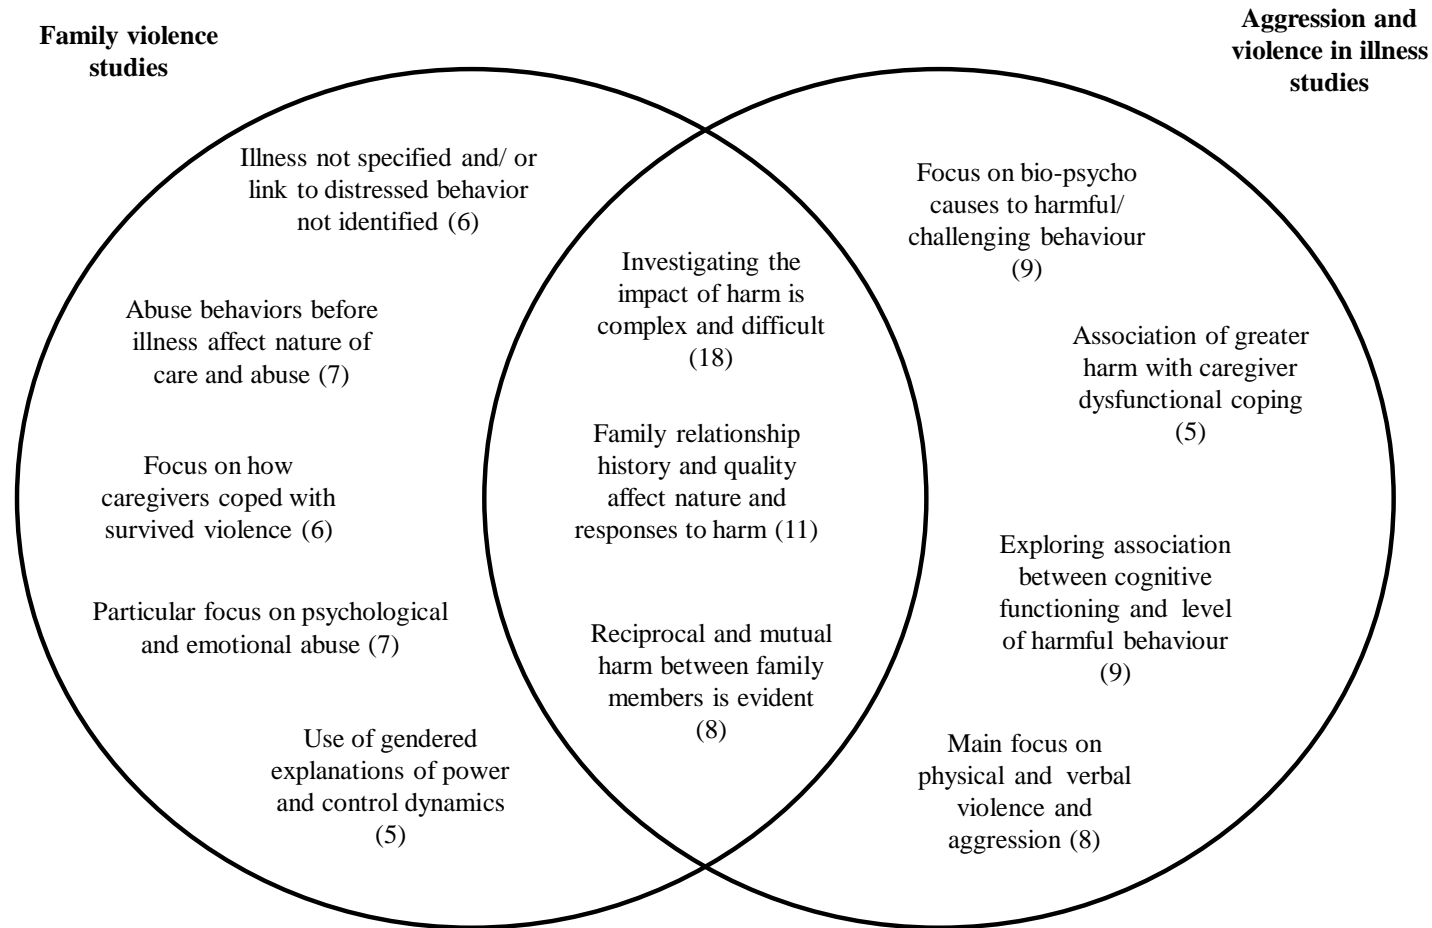 Family violence
studies
Aggression and
violence in illness
studies
Illness not specified and/ or
link to distressed behavior
not identified (6)
Abuse behaviors before
illness affect nature of
care and abuse (7)
Focus on how
caregivers coped with
survived violence (6)
Particular focus on psychological
and emotional abuse (7)
Use of gendered
explanations of power
and control dynamics
(5)
Investigating the
impact of harm is
complex and difficult
(18)
Family relationship
history and quality
affect nature and
responses to harm (11)
Reciprocal and mutual
harm between family
members is evident
(8)
Focus on bio-psycho
causes to harmful/
challenging behaviour
(9)
Association of greater
harm with caregiver
dysfunctional coping
(5)
Exploring association
between cognitive
functioning and level
of harmful behaviour
(9)
Main focus on
physical and verbal
violence and
aggression (8)